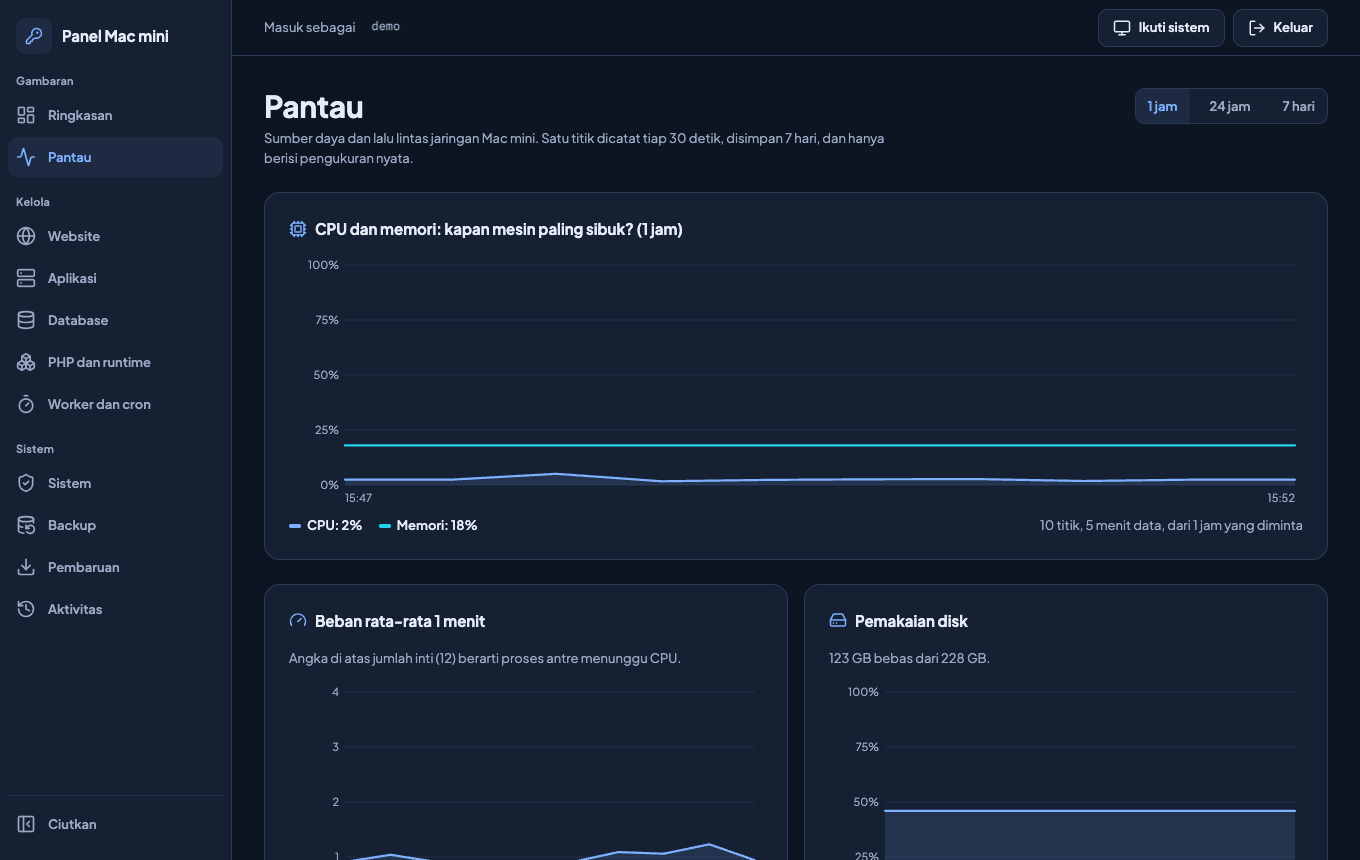 Panel Mac mini
Gambaran
Ringkasan
Pantau
Kelola
Website
Aplikasi
Database
PHP dan runtime
Worker dan cron
Sistem
Sistem
Backup
Pembaruan
Aktivitas
Ciutkan
Masuk sebagai demo
Ikuti sistem
Keluar
Pantau
1 jam 24 jam 7 hari
Sumber daya dan lalu lintas jaringan Mac mini. Satu titik dicatat tiap 30 detik, disimpan 7 hari, dan hanya
berisi pengukuran nyata.
CPU dan memori: kapan mesin paling sibuk? (1 jam)
100%
75%
50%
25%
0%
15:47 15:52
CPU: 2% Memori: 18% 10 titik, 5 menit data, dari 1 jam yang diminta
Beban rata-rata 1 menit
Angka di atas jumlah inti (12) berarti proses antre menunggu CPU.
4
3
2
1
Pemakaian disk
123 GB bebas dari 228 GB.
100%
75%
50%
25%